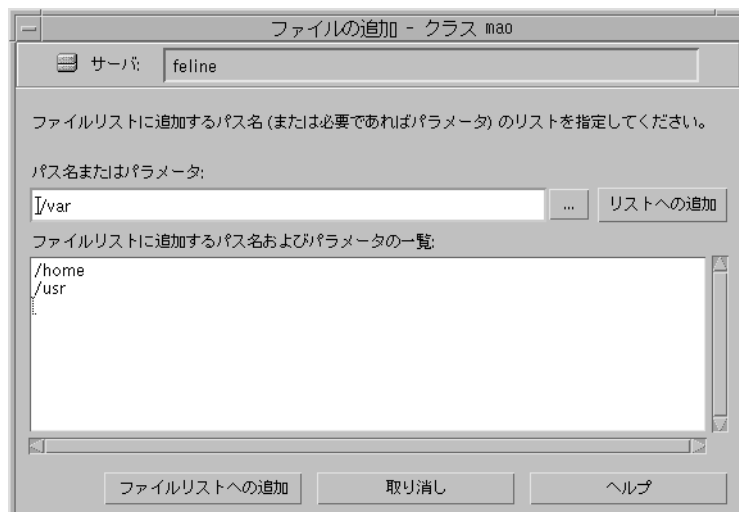 ファイルの追加 - クラス mao
サーバ: feline
ファイルリストに追加するパス名 (または必要であればパラメータ) のリストを指定してください。
パス名またはパラメータ:
/var ... リストへの追加
ファイルリストに追加するパス名およびパラメータの一覧:
/home
/usr
ファイルリストへの追加 取り消し ヘルプ